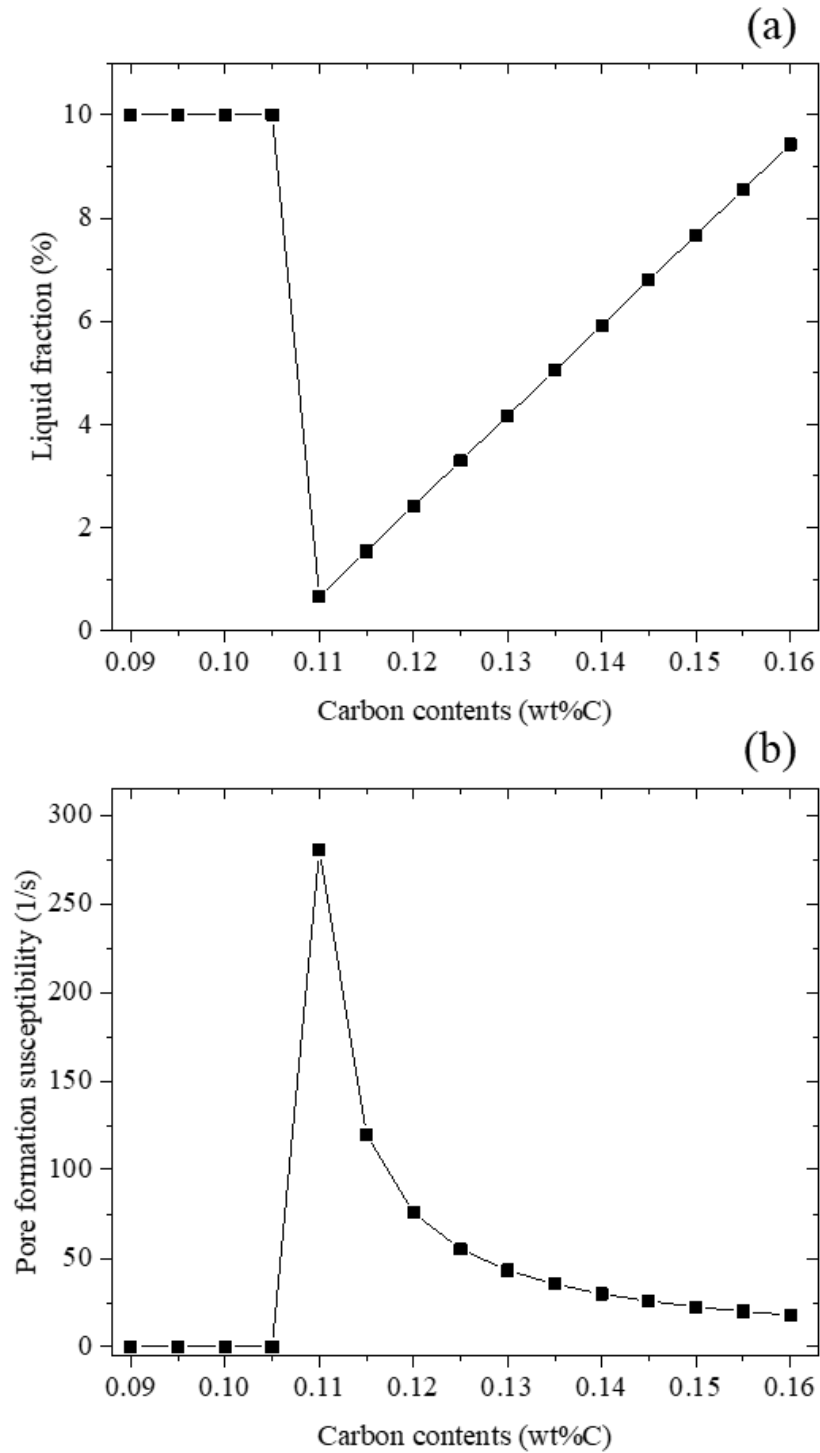 (a)
10
8
6
4
2
0
Liquid fraction (%)
0.09 0.10 0.11 0.12 0.13 0.14 0.15 0.16
Carbon contents (wt%C)
(b)
300
250
200
150
100
50
0
Pore formation susceptibility (1/s)
0.09 0.10 0.11 0.12 0.13 0.14 0.15 0.16
Carbon contents (wt%C)